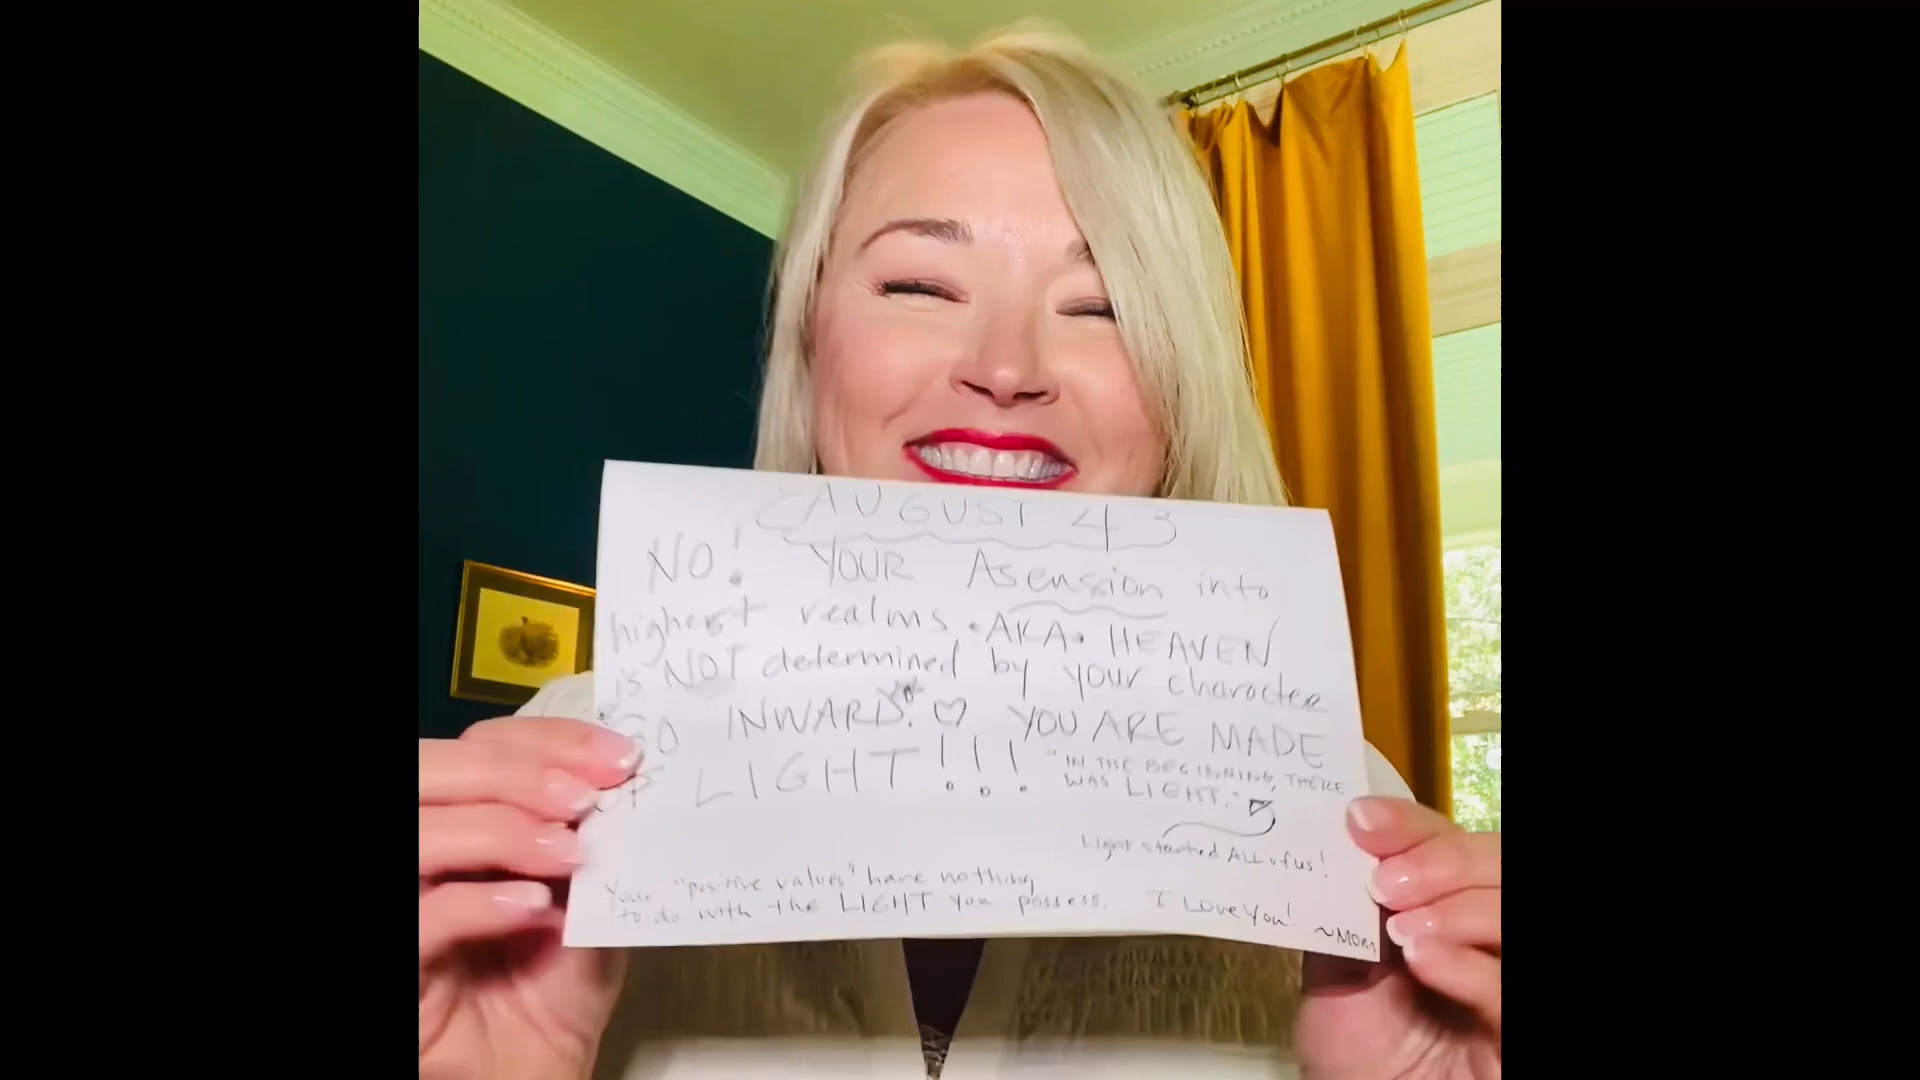 AUGUST 43
NO! YOUR Asension into
highest realms •AKA• HEAVEN
is NOT determined by your character
GO INWARD! ♡ YOU ARE MADE
OF LIGHT!!! "IN THE BEGINNING, THERE
WAS LIGHT."
Light started ALL of us!
Your "positive values" have nothing
to do with the LIGHT you possess. I Love You!
~MOM